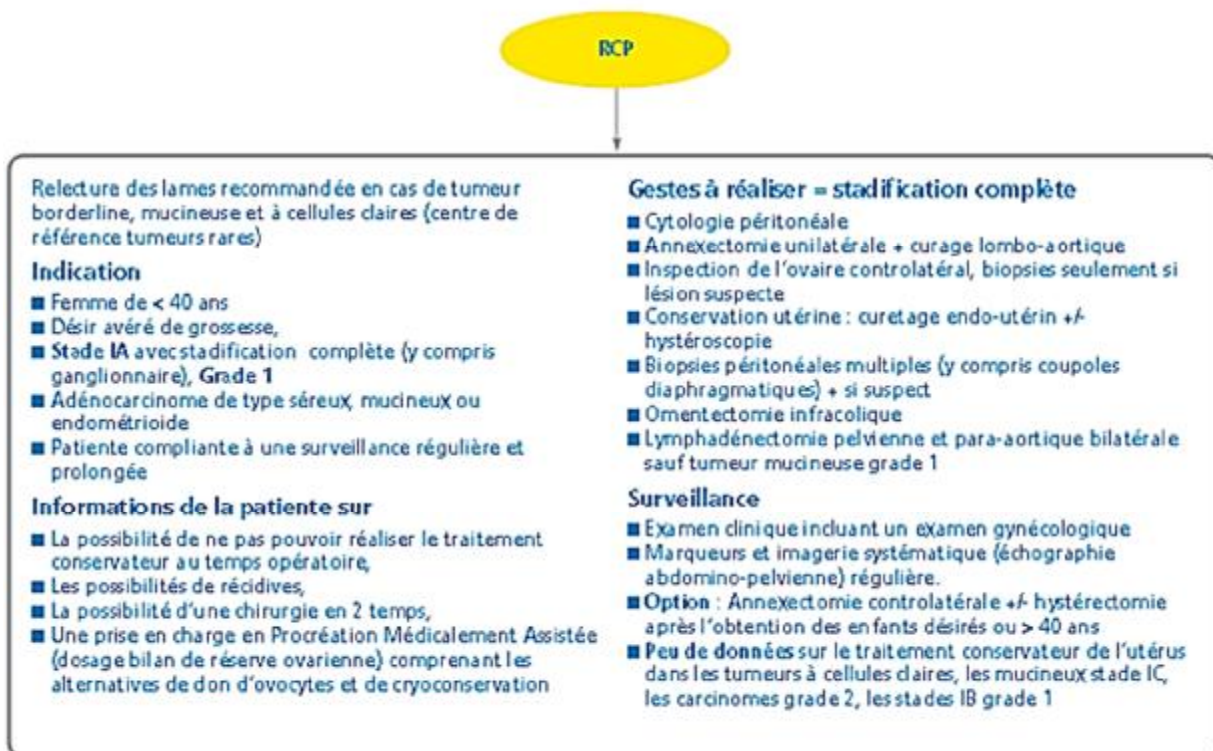 RCP
Relecture des lames recommandée en cas de tumeur
borderline, mucineuse et à cellules claires (centre de
référence tumeurs rares)
Indication
■ Femme de < 40 ans
■ Désir avéré de grossesse,
■ Stade IA avec stadification complète (y compris
ganglionnaire), Grade 1
■ Adénocarcinome de type séreux, mucineux ou
endométrioide
■ Patiente compliante à une surveillance régulière et
prolongée
Informations de la patiente sur
■ La possibilité de ne pas pouvoir réaliser le traitement
conservateur au temps opératoire,
■ Les possibilités de récidives,
■ La possibilité d'une chirurgie en 2 temps,
■ Une prise en charge en Procréation Médicalement Assistée
(dosage bilan de réserve ovarienne) comprenant les
alternatives de don d'ovocytes et de cryoconservation
Gestes à réaliser = stadification complète
■ Cytologie péritonéale
■ Annexectomie unilatérale + curage lombo-aortique
■ Inspection de l'ovaire controlatéral, biopsies seulement si
lésion suspecte
■ Conservation utérine : curetage endo-utérin +/-
hystéroscopie
■ Biopsies péritonéales multiples (y compris coupoles
diaphragmatiques) + si suspect
■ Omentectomie infracolique
■ Lymphadénectomie pelvienne et para-aortique bilatérale
sauf tumeur mucineuse grade 1
Surveillance
■ Examen clinique incluant un examen gynécologique
■ Marqueurs et imagerie systématique (échographie
abdomino-pelvienne) régulière.
■ Option : Annexectomie controlatérale +/- hystérectomie
après l'obtention des enfants désirés ou > 40 ans
■ Peu de données sur le traitement conservateur de l'utérus
dans les tumeurs à cellules claires, les mucineux stade IC,
les carcinomes grade 2, les stades IB grade 1